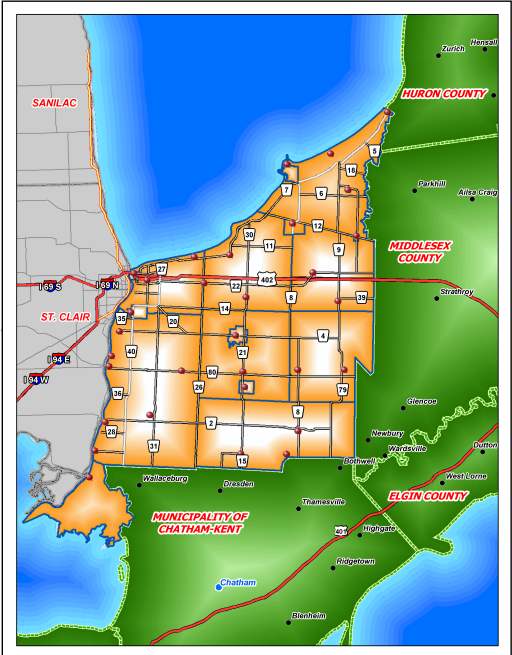 Zurich
Hensall
SANILAC
HURON COUNTY
5
18
7
6
Parkhill
Ailsa Craig
12
30
11
9
MIDDLESEX
COUNTY
27
402
I 69 S
I 69 N
22
8
39
Strathroy
14
ST. CLAIR
35
20
4
40
21
I 94 E
80
I 94 W
36
26
79
Glencoe
8
2
28
Newbury
31
Wardsville
Dutton
15
Bothwell
Wallaceburg
Dresden
West Lorne
ELGIN COUNTY
Thamesville
MUNICIPALITY OF
CHATHAM-KENT
401
Highgate
Ridgetown
Chatham
Blenheim